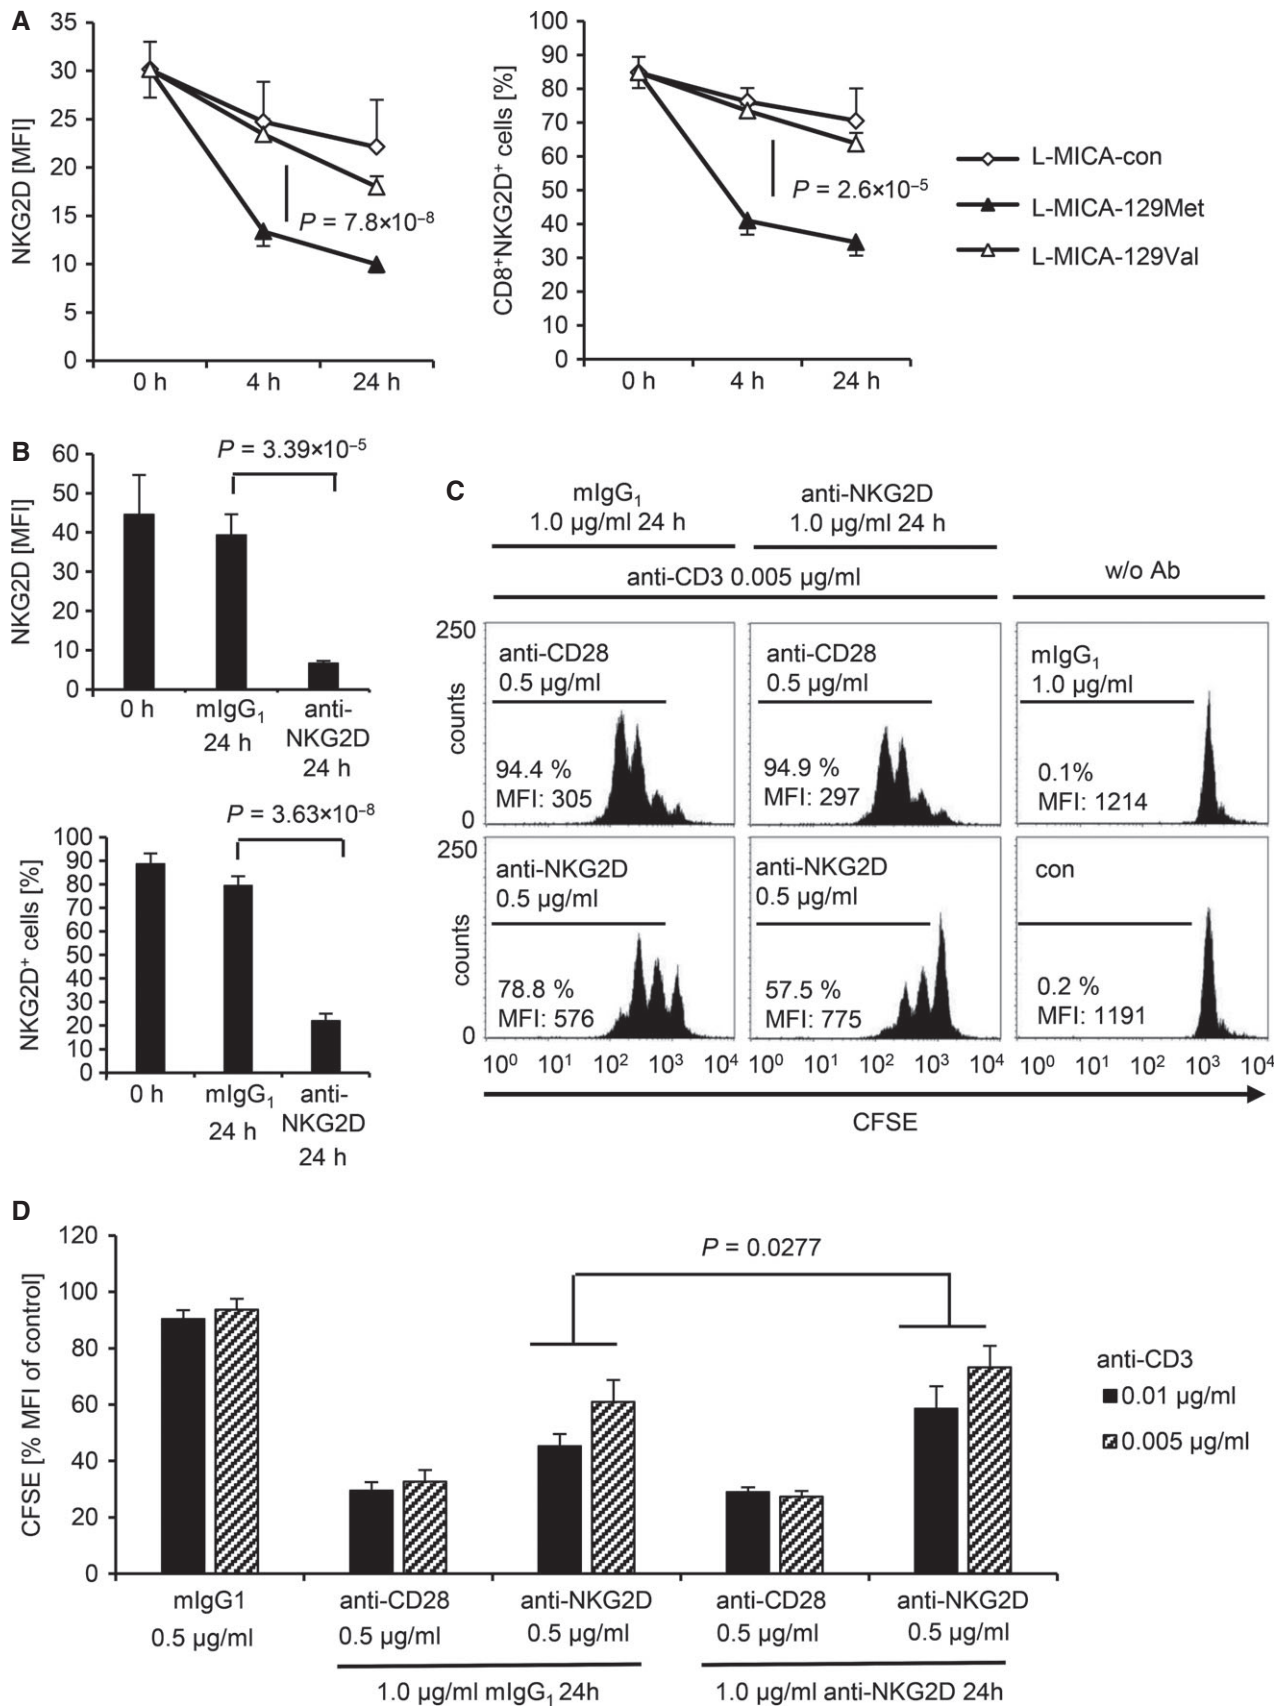 A
35
30
25
20
15
10
5
0
NKG2D [MFI]
P = 7.8×10⁻⁸
0 h 4 h 24 h
100
90
80
70
60
50
40
30
20
10
0
CD8⁺NKG2D⁺ cells [%]
P = 2.6×10⁻⁵
0 h 4 h 24 h
L-MICA-con
L-MICA-129Met
L-MICA-129Val
B
P = 3.39×10⁻⁵
60
50
40
30
20
10
0
NKG2D [MFI]
0 h mIgG₁ anti-
24 h NKG2D
24 h
P = 3.63×10⁻⁸
100
90
80
70
60
50
40
30
20
10
0
NKG2D⁺ cells [%]
0 h mIgG₁ anti-
24 h NKG2D
24 h
C
mIgG₁ anti-NKG2D
1.0 µg/ml 24 h 1.0 µg/ml 24 h
anti-CD3 0.005 µg/ml w/o Ab
250
counts
0
anti-CD28
0.5 µg/ml
94.4 %
MFI: 305
anti-CD28
0.5 µg/ml
94.9 %
MFI: 297
mIgG₁
1.0 µg/ml
0.1%
MFI: 1214
250
counts
0
anti-NKG2D
0.5 µg/ml
78.8 %
MFI: 576
anti-NKG2D
0.5 µg/ml
57.5 %
MFI: 775
con
0.2 %
MFI: 1191
10⁰ 10¹ 10² 10³ 10⁴ 10⁰ 10¹ 10² 10³ 10⁴ 10⁰ 10¹ 10² 10³ 10⁴
CFSE
D
120
100
80
60
40
20
0
CFSE [% MFI of control]
P = 0.0277
anti-CD3
0.01 µg/ml
0.005 µg/ml
mIgG1 anti-CD28 anti-NKG2D anti-CD28 anti-NKG2D
0.5 µg/ml 0.5 µg/ml 0.5 µg/ml 0.5 µg/ml 0.5 µg/ml
1.0 µg/ml mIgG₁ 24h 1.0 µg/ml anti-NKG2D 24h